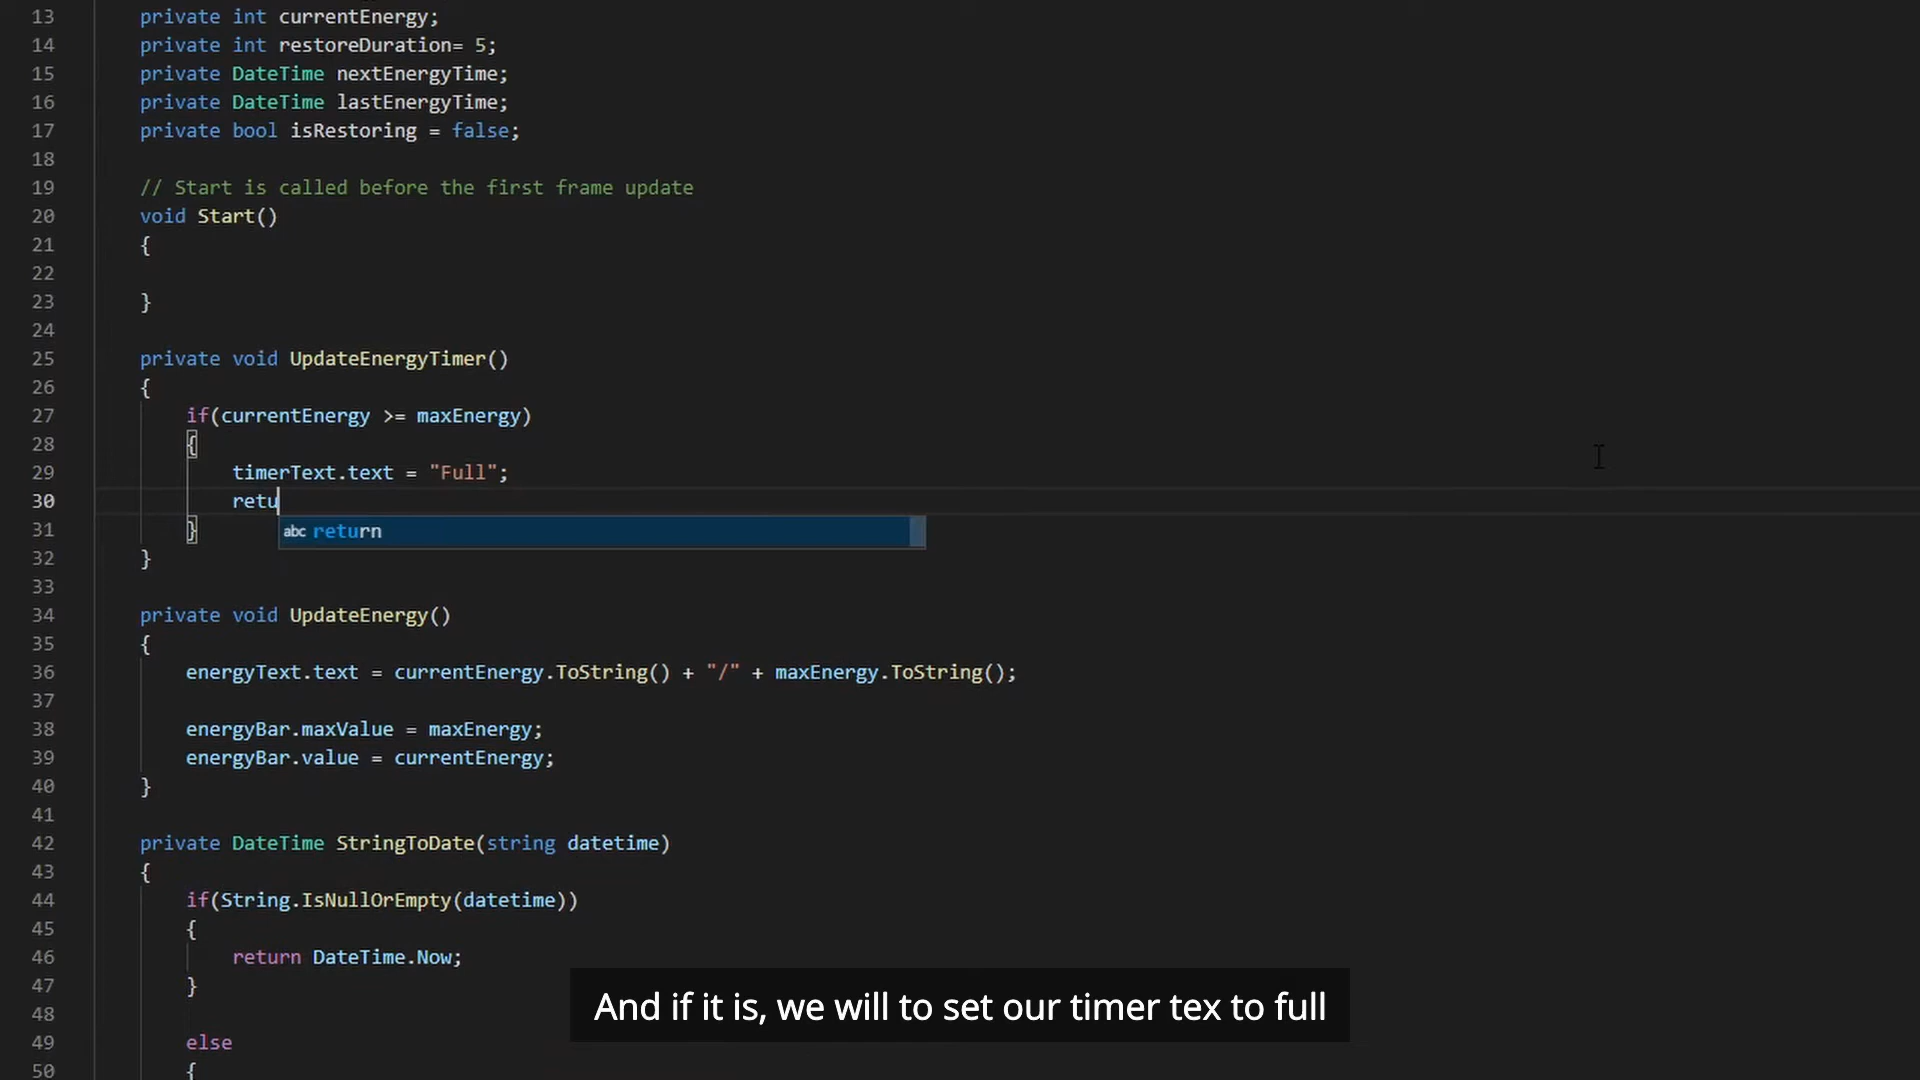 13 private int currentEnergy;
14 private int restoreDuration= 5;
15 private DateTime nextEnergyTime;
16 private DateTime lastEnergyTime;
17 private bool isRestoring = false;
18
19 // Start is called before the first frame update
20 void Start()
21 {
22
23 }
24
25 private void UpdateEnergyTimer()
26 {
27 if(currentEnergy >= maxEnergy)
28 {
29 timerText.text = "Full";
30 retu
31 }
abc return
32 }
33
34 private void UpdateEnergy()
35 {
36 energyText.text = currentEnergy.ToString() + "/" + maxEnergy.ToString();
37
38 energyBar.maxValue = maxEnergy;
39 energyBar.value = currentEnergy;
40 }
41
42 private DateTime StringToDate(string datetime)
43 {
44 if(String.IsNullOrEmpty(datetime))
45 {
46 return DateTime.Now;
47 }
48
49 else
50 {
And if it is, we will to set our timer tex to full